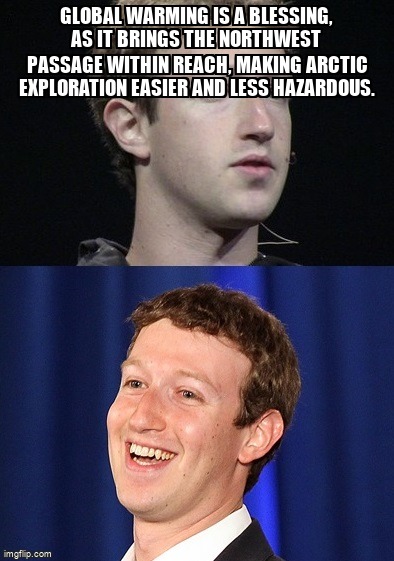 GLOBAL WARMING IS A BLESSING,
AS IT BRINGS THE NORTHWEST
PASSAGE WITHIN REACH, MAKING ARCTIC
EXPLORATION EASIER AND LESS HAZARDOUS.
imgflip.com